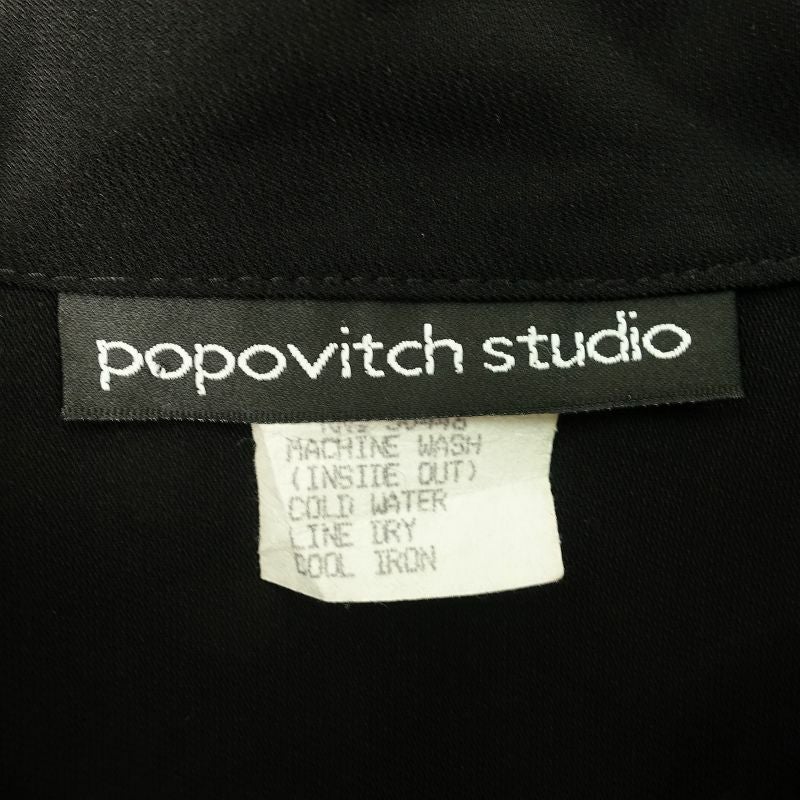 popovitch studio
MACHINE WASH
(INSIDE OUT)
COLD WATER
LINE DRY
COOL IRON